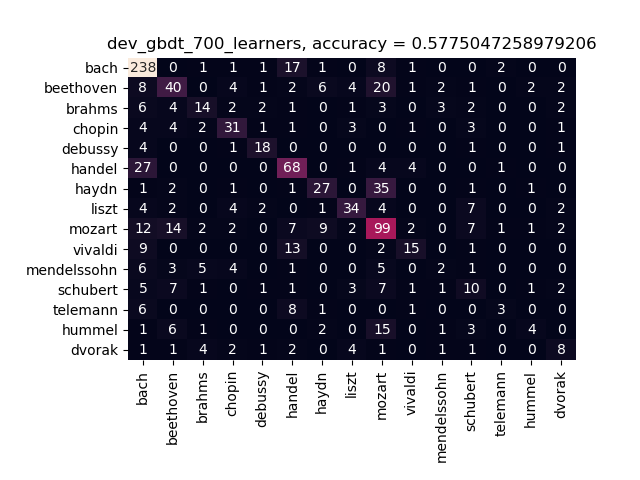 dev_gbdt_700_learners, accuracy = 0.5775047258979206
bach 238 0 1 1 1 17 1 0 8 1 0 0 2 0 0
beethoven 8 40 0 4 1 2 6 4 20 1 2 1 0 2 2
brahms 6 4 14 2 2 1 0 1 3 0 3 2 0 0 2
chopin 4 4 2 31 1 1 0 3 0 1 0 3 0 0 1
debussy 4 0 0 1 18 0 0 0 0 0 0 1 0 0 1
handel 27 0 0 0 0 68 0 1 4 4 0 0 1 0 0
haydn 1 2 0 1 0 1 27 0 35 0 0 1 0 1 0
liszt 4 2 0 4 2 0 1 34 4 0 0 7 0 0 2
mozart 12 14 2 2 0 7 9 2 99 2 0 7 1 1 2
vivaldi 9 0 0 0 0 13 0 0 2 15 0 1 0 0 0
mendelssohn 6 3 5 4 0 1 0 0 5 0 2 1 0 0 0
schubert 5 7 1 0 1 1 0 3 7 1 1 10 0 1 2
telemann 6 0 0 0 0 8 1 0 0 1 0 0 3 0 0
hummel 1 6 1 0 0 0 2 0 15 0 1 3 0 4 0
dvorak 1 1 4 2 1 2 0 4 1 0 1 1 0 0 8
bach beethoven brahms chopin debussy handel haydn liszt mozart vivaldi mendelssohn schubert telemann hummel dvorak